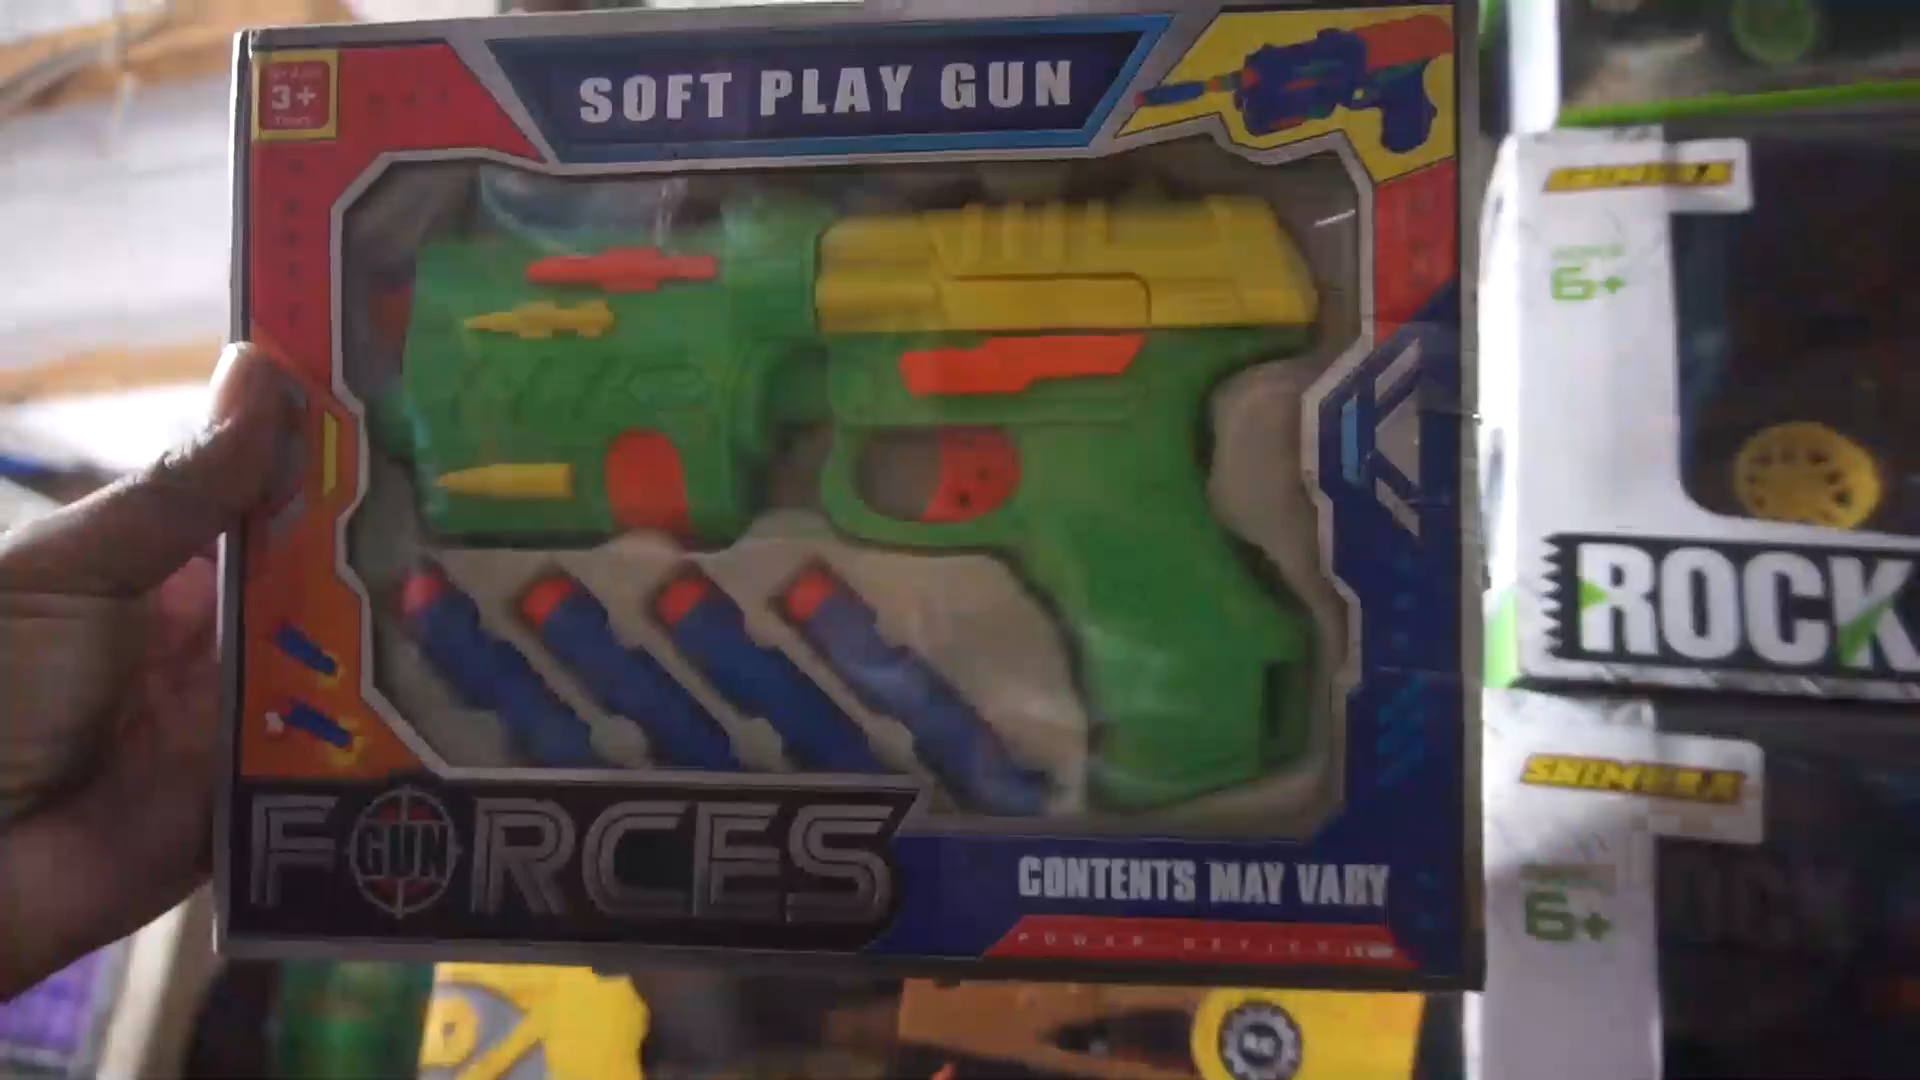 3+
SOFT PLAY GUN
6+
ROCK
6+
FORCES
GUN
CONTENTS MAY VARY